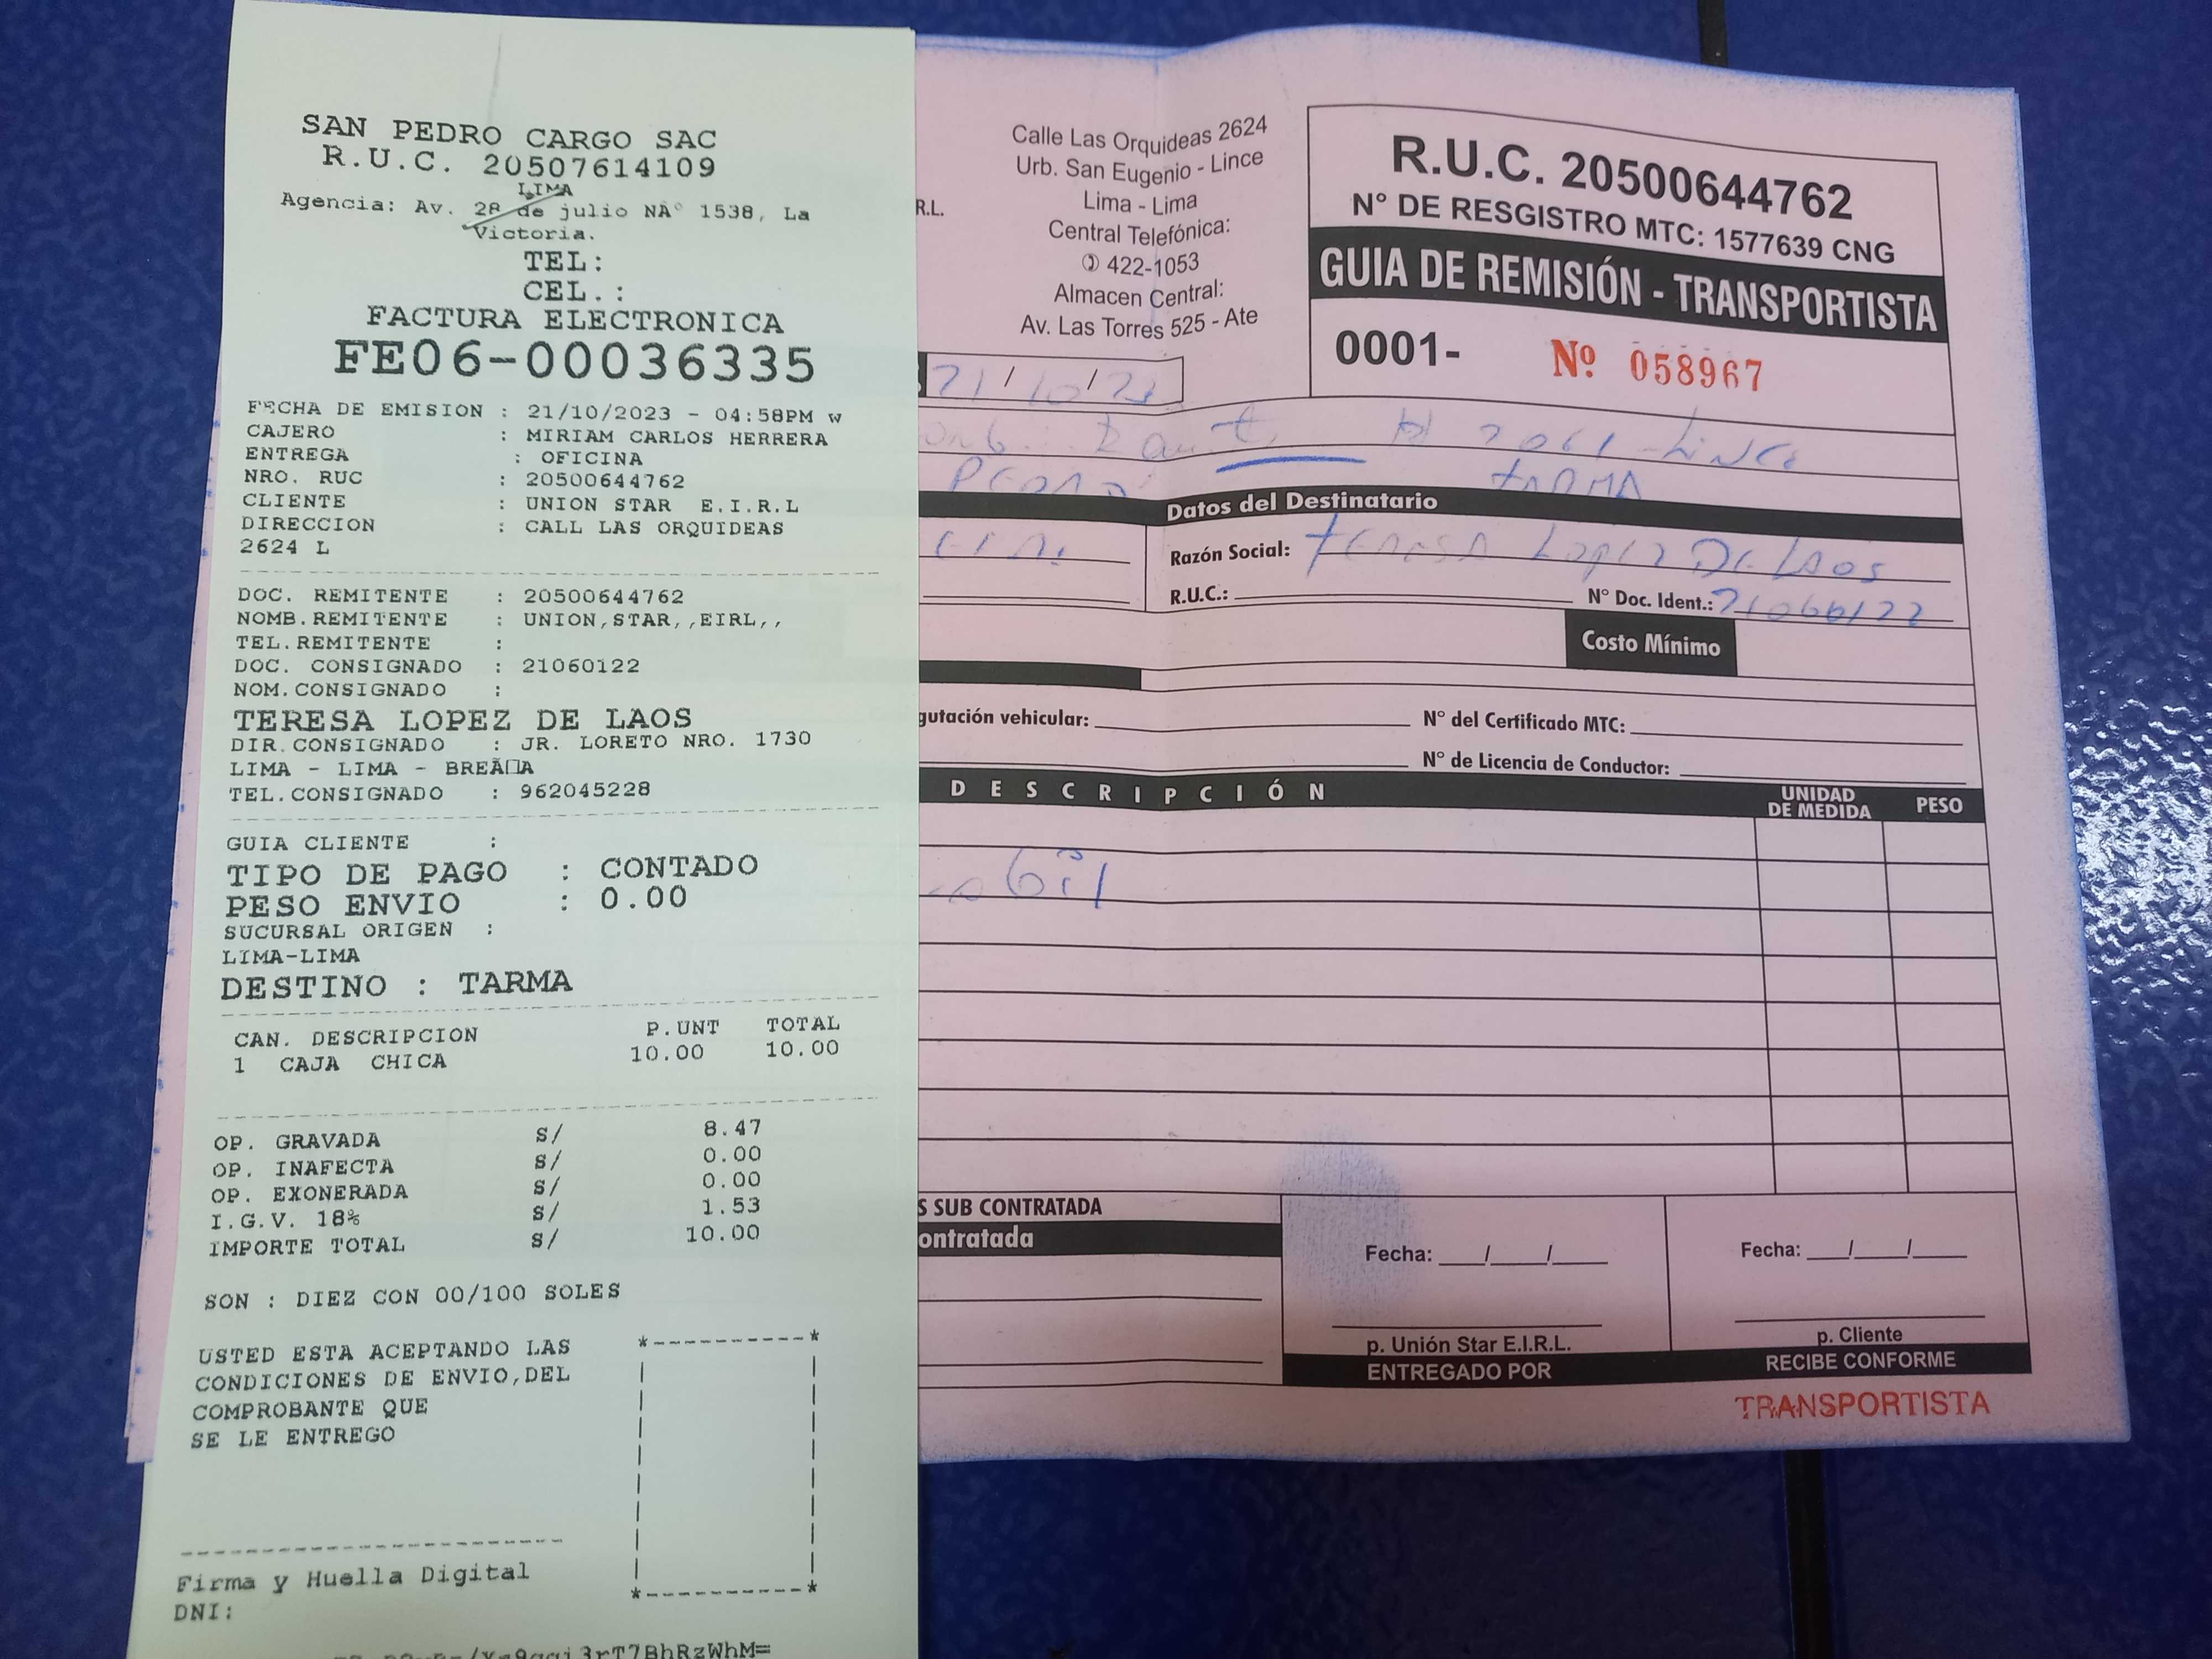 SAN PEDRO CARGO SAC
R.U.C. 20507614109
LIMA
Agencia: Av. 28 de julio NÂ° 1538, La
Victoria.
TEL:
CEL.:
FACTURA ELECTRONICA
FE06-00036335
FECHA DE EMISION : 21/10/2023 - 04:58PM w
CAJERO : MIRIAM CARLOS HERRERA
ENTREGA : OFICINA
NRO. RUC : 20500644762
CLIENTE : UNION STAR E.I.R.L
DIRECCION : CALL LAS ORQUIDEAS
2624 L
DOC. REMITENTE : 20500644762
NOMB.REMITENTE : UNION,STAR,,EIRL,,
TEL.REMITENTE :
DOC. CONSIGNADO : 21060122
NOM.CONSIGNADO :
TERESA LOPEZ DE LAOS
DIR.CONSIGNADO : JR. LORETO NRO. 1730
LIMA - LIMA - BREÃ□A
TEL.CONSIGNADO : 962045228
GUIA CLIENTE :
TIPO DE PAGO : CONTADO
PESO ENVIO : 0.00
SUCURSAL ORIGEN :
LIMA-LIMA
DESTINO : TARMA
CAN. DESCRIPCION P.UNT TOTAL
1 CAJA CHICA 10.00 10.00
OP. GRAVADA S/ 8.47
OP. INAFECTA S/ 0.00
OP. EXONERADA S/ 0.00
I.G.V. 18% S/ 1.53
IMPORTE TOTAL S/ 10.00
SON : DIEZ CON 00/100 SOLES
USTED ESTA ACEPTANDO LAS
CONDICIONES DE ENVIO,DEL
COMPROBANTE QUE
SE LE ENTREGO
Firma y Huella Digital
DNI:
R.L.
Calle Las Orquideas 2624
Urb. San Eugenio - Lince
Lima - Lima
Central Telefónica:
✆ 422-1053
Almacen Central:
Av. Las Torres 525 - Ate
R.U.C. 20500644762
N° DE RESGISTRO MTC: 1577639 CNG
GUIA DE REMISIÓN - TRANSPORTISTA
0001- Nº 058967
21/10/23
2061 - Lince
TARMA
Datos del Destinatario
Razón Social: Teresa Lopez De Laos
R.U.C.: N° Doc. Ident.: 21060122
Costo Mínimo
gutación vehicular: N° del Certificado MTC:
N° de Licencia de Conductor:
DESCRIPCIÓN UNIDAD DE MEDIDA PESO
S SUB CONTRATADA
ontratada
Fecha: __/__/__ Fecha: __/__/__
p. Unión Star E.I.R.L. p. Cliente
ENTREGADO POR RECIBE CONFORME
TRANSPORTISTA